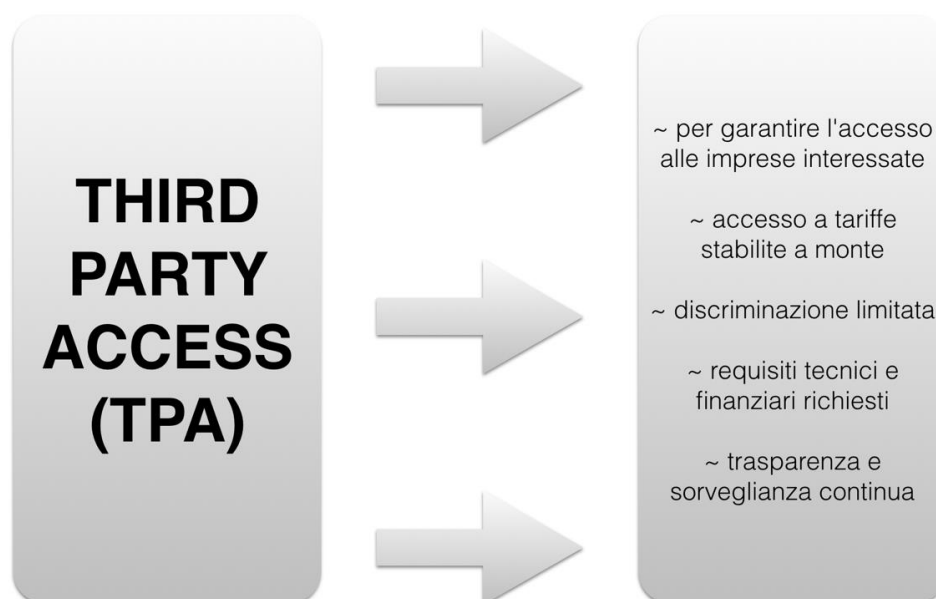 THIRD
PARTY
ACCESS
(TPA)
~ per garantire l'accesso
alle imprese interessate
~ accesso a tariffe
stabilite a monte
~ discriminazione limitata
~ requisiti tecnici e
finanziari richiesti
~ trasparenza e
sorveglianza continua